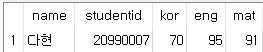 name studentid kor eng mat
1 다현 20990007 70 95 91